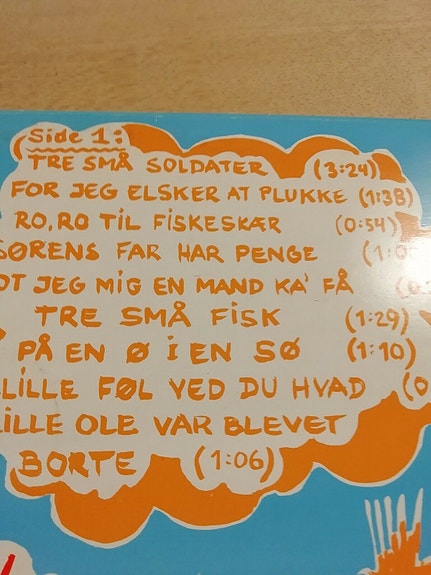 Side 1:
TRE SMÅ SOLDATER (3:24)
FOR JEG ELSKER AT PLUKKE (1:38)
RO, RO TIL FISKESKÆR (0:54)
SØRENS FAR HAR PENGE
JEG MIG EN MAND KA' FÅ
TRE SMÅ FISK (1:29)
PÅ EN Ø i EN SØ (1:10)
LILLE FØL VED DU HVAD
LILLE OLE VAR BLEVET
BORTE (1:06)